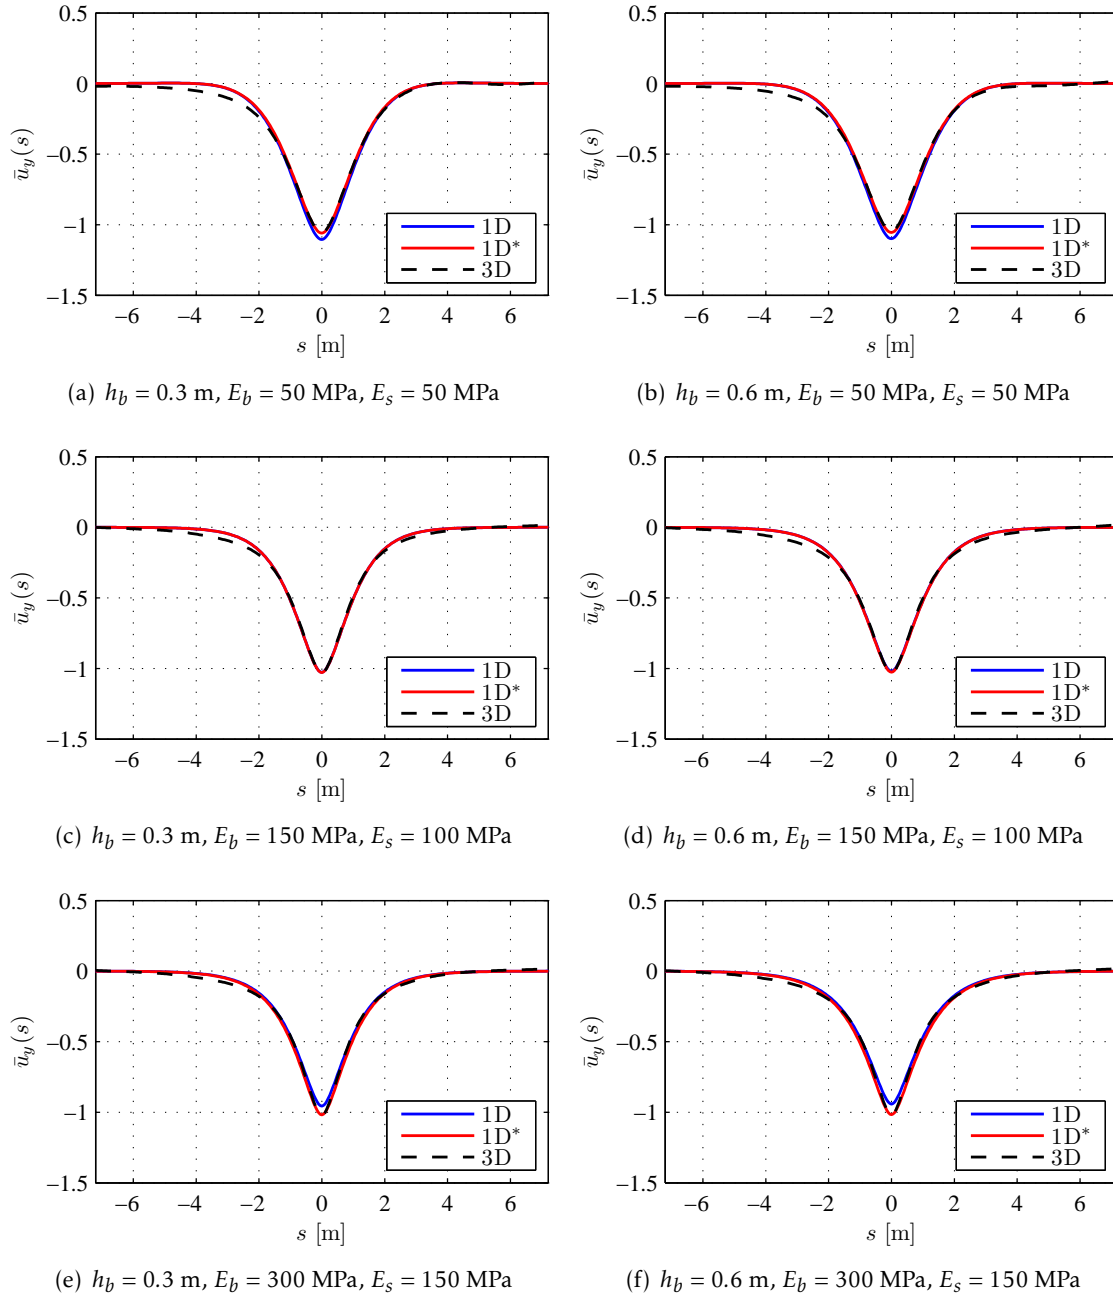 0.5
0
−0.5
−1
−1.5
ū_y(s)
−6 −4 −2 0 2 4 6
s [m]
1D
1D*
3D
(a) h_b = 0.3 m, E_b = 50 MPa, E_s = 50 MPa
0.5
0
−0.5
−1
−1.5
ū_y(s)
−6 −4 −2 0 2 4 6
s [m]
1D
1D*
3D
(b) h_b = 0.6 m, E_b = 50 MPa, E_s = 50 MPa
0.5
0
−0.5
−1
−1.5
ū_y(s)
−6 −4 −2 0 2 4 6
s [m]
1D
1D*
3D
(c) h_b = 0.3 m, E_b = 150 MPa, E_s = 100 MPa
0.5
0
−0.5
−1
−1.5
ū_y(s)
−6 −4 −2 0 2 4 6
s [m]
1D
1D*
3D
(d) h_b = 0.6 m, E_b = 150 MPa, E_s = 100 MPa
0.5
0
−0.5
−1
−1.5
ū_y(s)
−6 −4 −2 0 2 4 6
s [m]
1D
1D*
3D
(e) h_b = 0.3 m, E_b = 300 MPa, E_s = 150 MPa
0.5
0
−0.5
−1
−1.5
ū_y(s)
−6 −4 −2 0 2 4 6
s [m]
1D
1D*
3D
(f) h_b = 0.6 m, E_b = 300 MPa, E_s = 150 MPa